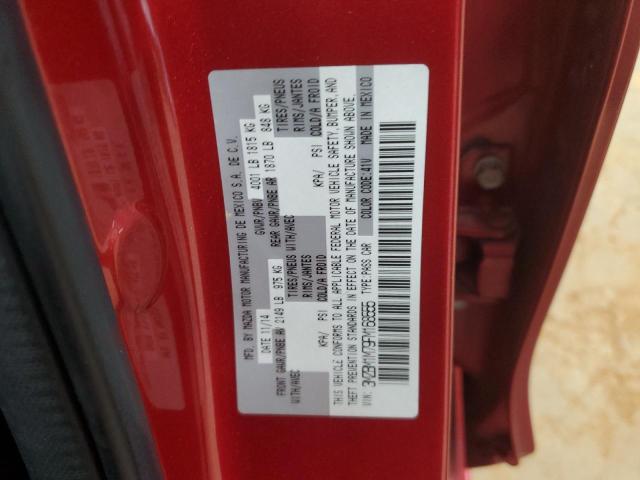 MFD. BY MAZDA MOTOR MANUFACTURING DE MEXICO S.A. DE C.V.
DATE 11/14 GVWR/PNBV 4001 LB 1815 KG
FRONT GAWR/PNBE AV 2149 LB 975 KG REAR GAWR/PNBE AR 1870 LB 848 KG
WITH/AVEC TIRES/PNEUS WITH/AVEC TIRES/PNEUS
RIMS/JANTES RIMS/JANTES
KPA/ PSI COLD/A FROID KPA/ PSI COLD/A FROID
THIS VEHICLE CONFORMS TO ALL APPLICABLE FEDERAL MOTOR VEHICLE SAFETY, BUMPER, AND
THEFT PREVENTION STANDARDS IN EFFECT ON THE DATE OF MANUFACTURE SHOWN ABOVE.
VIN: TYPE:PASS CAR COLOR CODE:41V MADE IN MEXICO